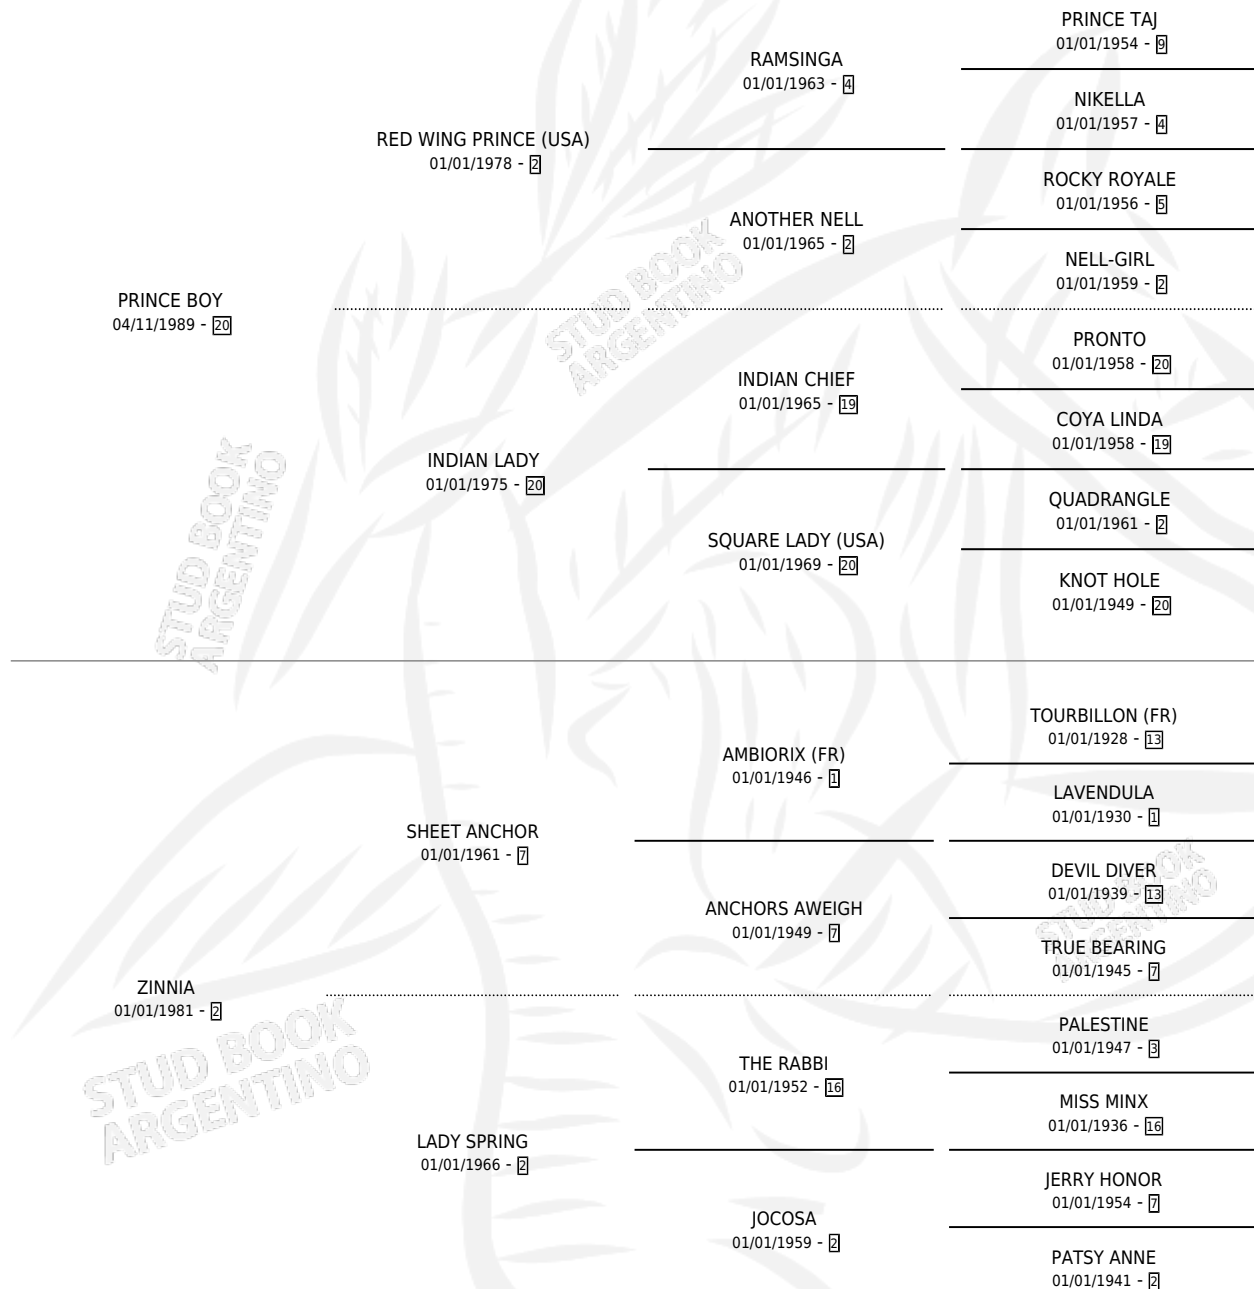 PRINCE TAJ
01/01/1954 - 9
RAMSINGA
01/01/1963 - 4
NIKELLA
01/01/1957 - 4
RED WING PRINCE (USA)
01/01/1978 - 2
ROCKY ROYALE
01/01/1956 - 5
ANOTHER NELL
01/01/1965 - 2
NELL-GIRL
01/01/1959 - 2
PRINCE BOY
04/11/1989 - 20
PRONTO
01/01/1958 - 20
INDIAN CHIEF
01/01/1965 - 19
COYA LINDA
01/01/1958 - 19
INDIAN LADY
01/01/1975 - 20
QUADRANGLE
01/01/1961 - 2
SQUARE LADY (USA)
01/01/1969 - 20
KNOT HOLE
01/01/1949 - 20
STUD BOOK
ARGENTINO
STUD BOOK
ARGENTINO
TOURBILLON (FR)
01/01/1928 - 13
AMBIORIX (FR)
01/01/1946 - 1
LAVENDULA
01/01/1930 - 1
SHEET ANCHOR
01/01/1961 - 7
DEVIL DIVER
01/01/1939 - 13
ANCHORS AWEIGH
01/01/1949 - 7
TRUE BEARING
01/01/1945 - 7
STUD BOOK
ARGENTINO
ZINNIA
01/01/1981 - 2
PALESTINE
01/01/1947 - 3
THE RABBI
01/01/1952 - 16
MISS MINX
01/01/1936 - 16
LADY SPRING
01/01/1966 - 2
JERRY HONOR
01/01/1954 - 7
JOCOSA
01/01/1959 - 2
PATSY ANNE
01/01/1941 - 2
STUD BOOK
ARGENTINO